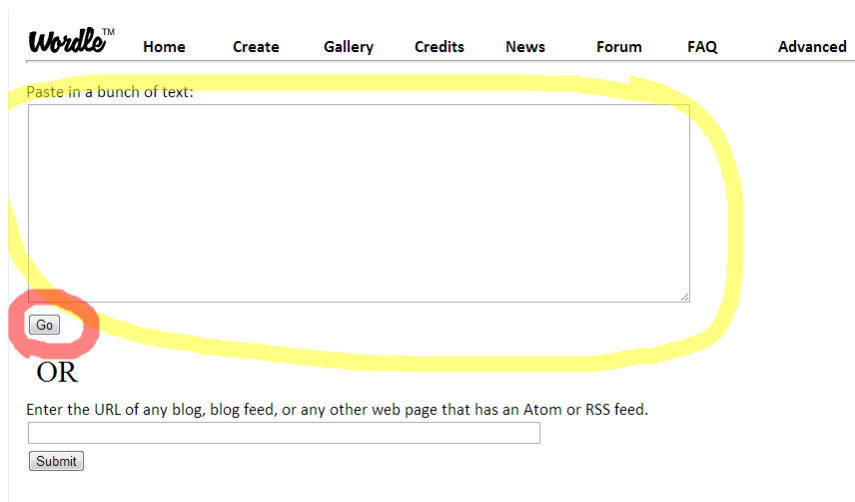 Wordle™ Home Create Gallery Credits News Forum FAQ Advanced
Paste in a bunch of text:
Go
OR
Enter the URL of any blog, blog feed, or any other web page that has an Atom or RSS feed.
Submit